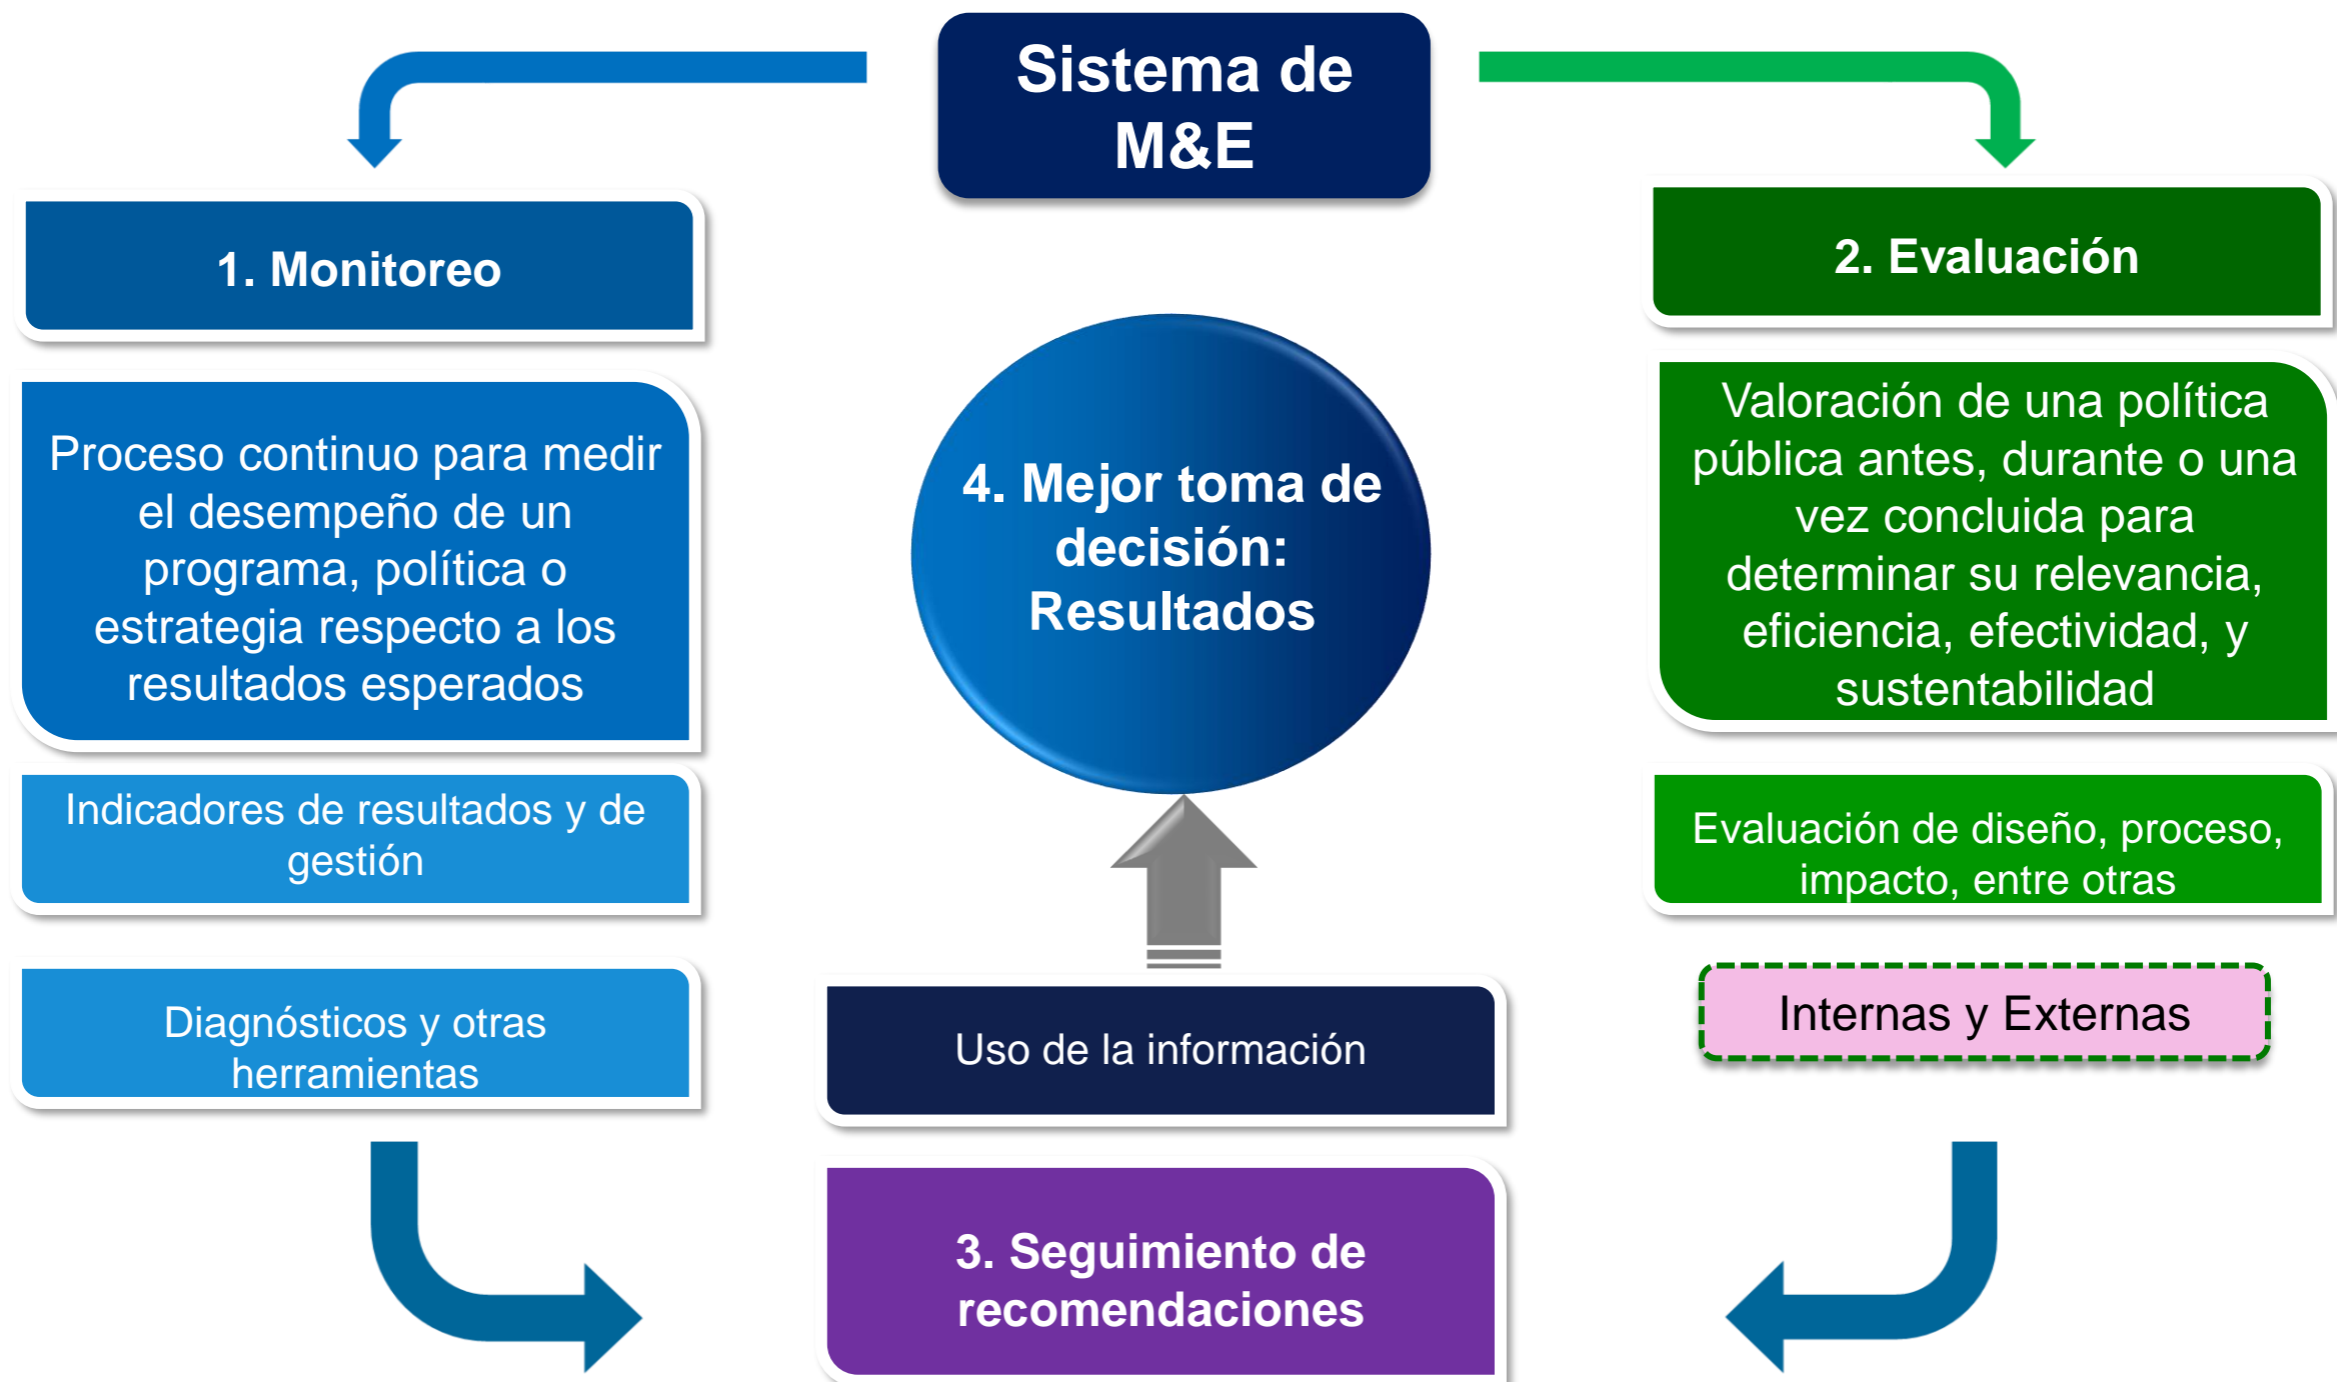 Sistema de
M&E
1. Monitoreo
Proceso continuo para medir
el desempeño de un
programa, política o
estrategia respecto a los
resultados esperados
Indicadores de resultados y de
gestión
Diagnósticos y otras
herramientas
2. Evaluación
Valoración de una política
pública antes, durante o una
vez concluida para
determinar su relevancia,
eficiencia, efectividad, y
sustentabilidad
Evaluación de diseño, proceso,
impacto, entre otras
Internas y Externas
3. Seguimiento de
recomendaciones
Uso de la información
4. Mejor toma de
decisión:
Resultados